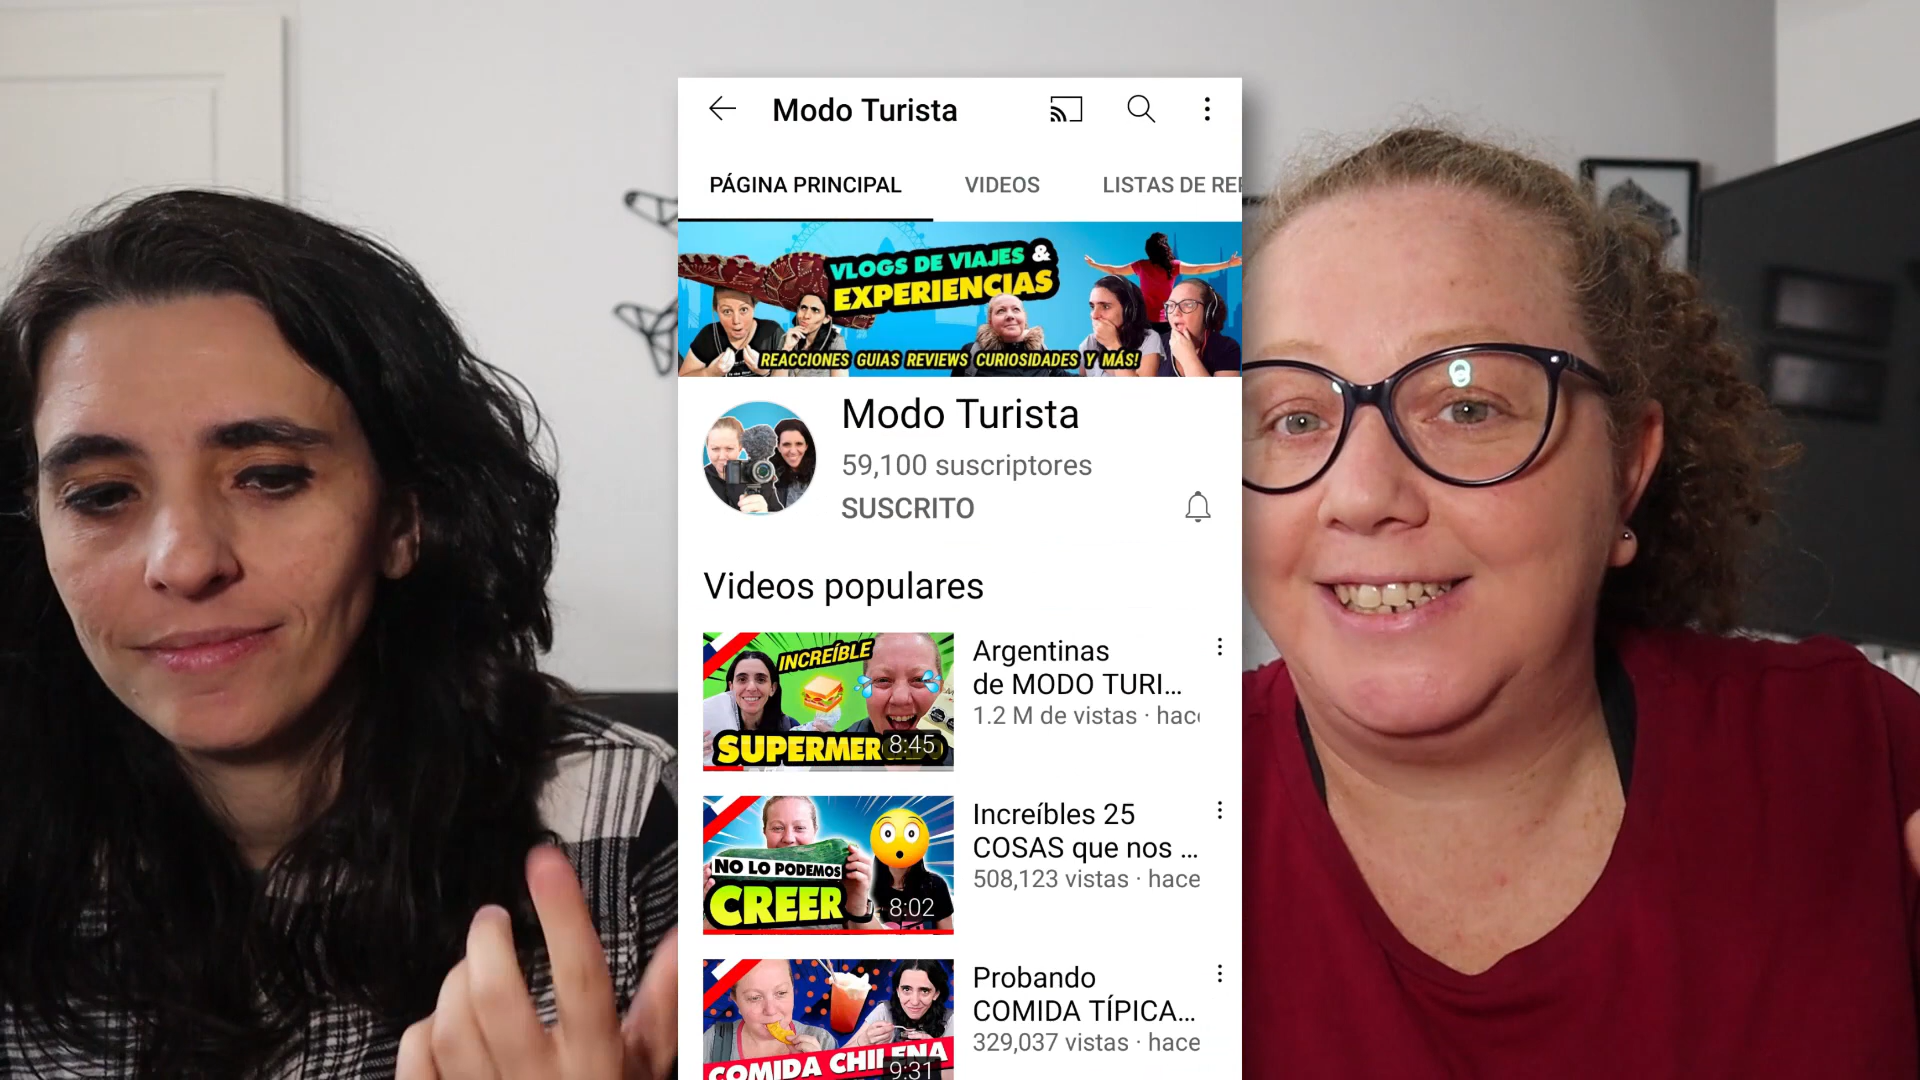 Modo Turista
PÁGINA PRINCIPAL VIDEOS LISTAS DE REP
VLOGS DE VIAJES &
EXPERIENCIAS
REACCIONES GUIAS REVIEWS CURIOSIDADES Y MÁS!
Modo Turista
59,100 suscriptores
SUSCRITO
Videos populares
INCREÍBLE
SUPERMER
8:45
Argentinas
de MODO TURI...
1.2 M de vistas · hace
NO LO PODEMOS
CREER
8:02
Increíbles 25
COSAS que nos ...
508,123 vistas · hace
COMIDA CHILENA
9:31
Probando
COMIDA TÍPICA...
329,037 vistas · hace